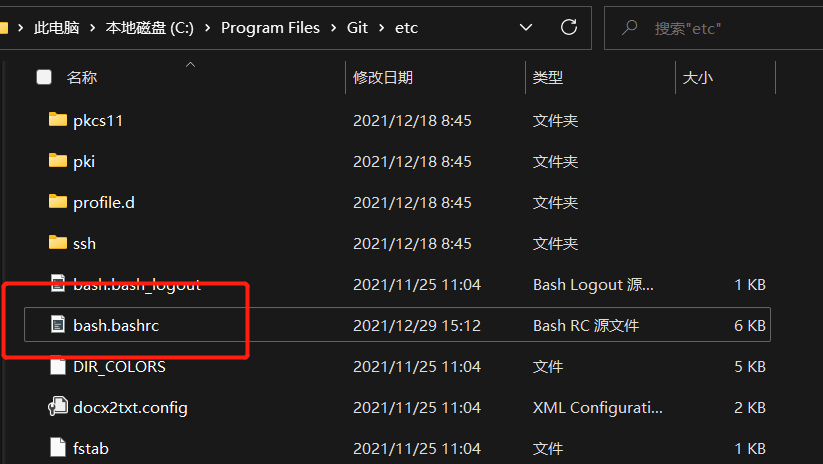 此电脑 > 本地磁盘 (C:) > Program Files > Git > etc 搜索"etc"
名称 修改日期 类型 大小
pkcs11 2021/12/18 8:45 文件夹
pki 2021/12/18 8:45 文件夹
profile.d 2021/12/18 8:45 文件夹
ssh 2021/12/18 8:45 文件夹
bash.bash_logout 2021/11/25 11:04 Bash Logout 源... 1 KB
bash.bashrc 2021/12/29 15:12 Bash RC 源文件 6 KB
DIR_COLORS 2021/11/25 11:04 文件 5 KB
docx2txt.config 2021/11/25 11:04 XML Configurati... 2 KB
fstab 2021/11/25 11:04 文件 1 KB